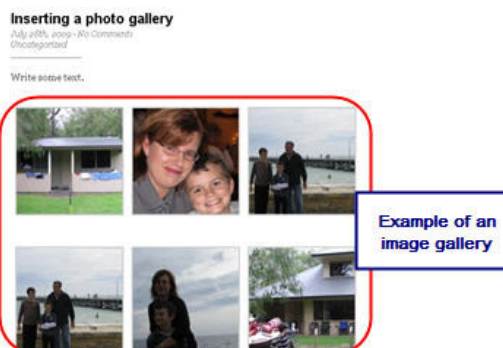 Inserting a photo gallery
July 28th, 2009 · No Comments
Uncategorized
Write some text.
Example of an
image gallery